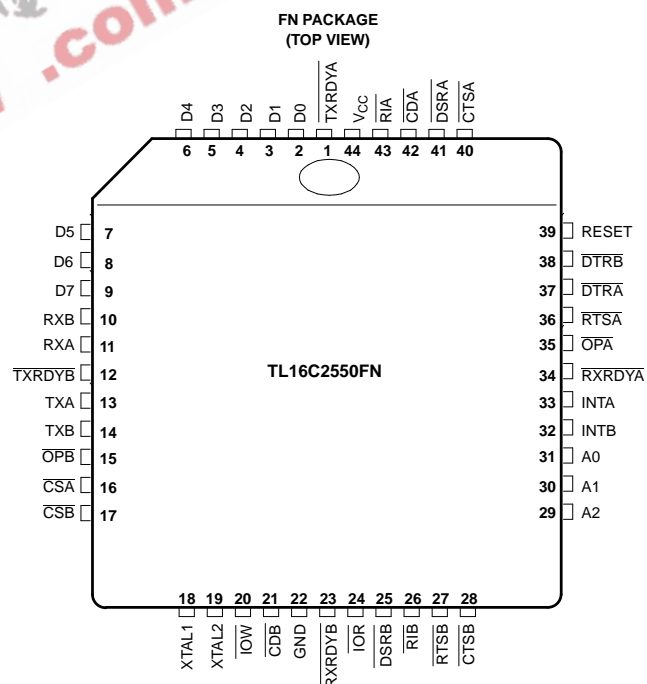 .com
FN PACKAGE
(TOP VIEW)
D4 D3 D2 D1 D0 TXRDYA VCC RIA CDA DSRA CTSA
6 5 4 3 2 1 44 43 42 41 40
D5 7
D6 8
D7 9
RXB 10
RXA 11
TXRDYB 12
TXA 13
TXB 14
OPB 15
CSA 16
CSB 17
TL16C2550FN
39 RESET
38 DTRB
37 DTRA
36 RTSA
35 OPA
34 RXRDYA
33 INTA
32 INTB
31 A0
30 A1
29 A2
18 19 20 21 22 23 24 25 26 27 28
XTAL1 XTAL2 IOW CDB GND RXRDYB IOR DSRB RIB RTSB CTSB